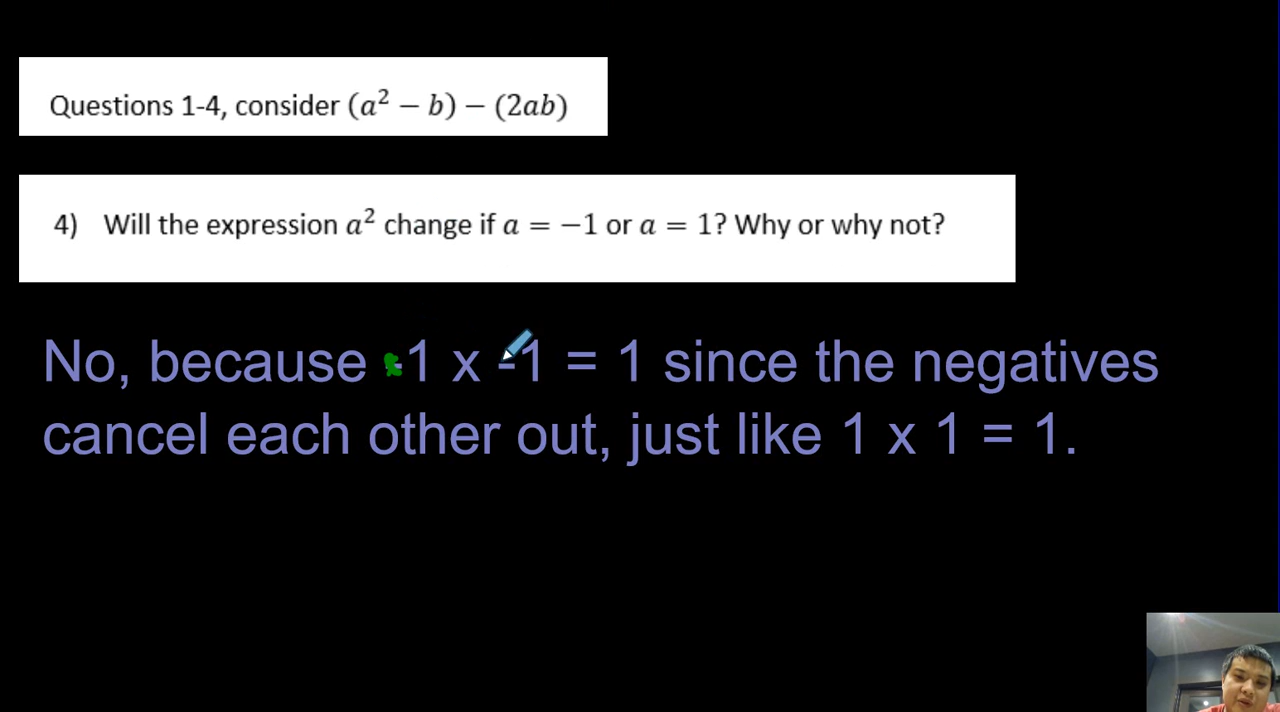 Questions 1-4, consider (a² − b) − (2ab)
4) Will the expression a² change if a = −1 or a = 1? Why or why not?
No, because -1 x -1 = 1 since the negatives
cancel each other out, just like 1 x 1 = 1.